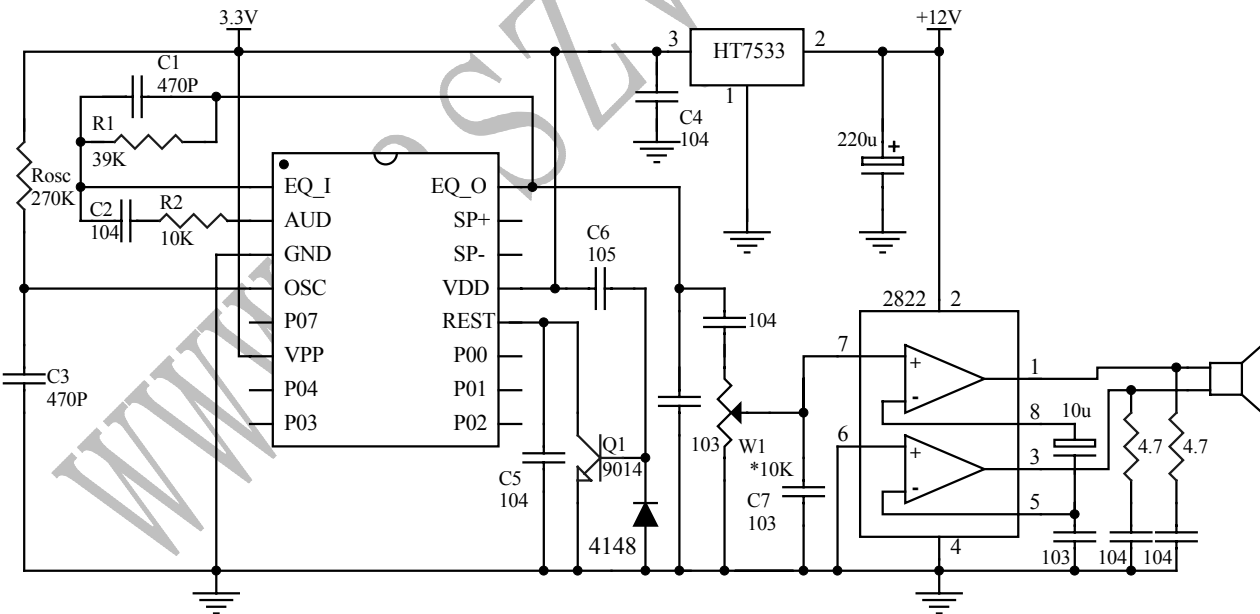 3.3V
+12V
C1
470P
3
HT7533
2
1
C4
104
R1
39K
220u
+
Rosc
270K
EQ_I
EQ_O
C2
104
R2
10K
AUD
SP+
GND
SP-
C6
105
OSC
VDD
2822
2
P07
REST
104
VPP
P00
7
+
-
1
C3
470P
P04
P01
P03
P02
8
10u
103
W1
*10K
6
+
-
3
4.7
4.7
Q1
9014
C5
104
C7
103
5
4148
4
103
104
104
WWW
SZ